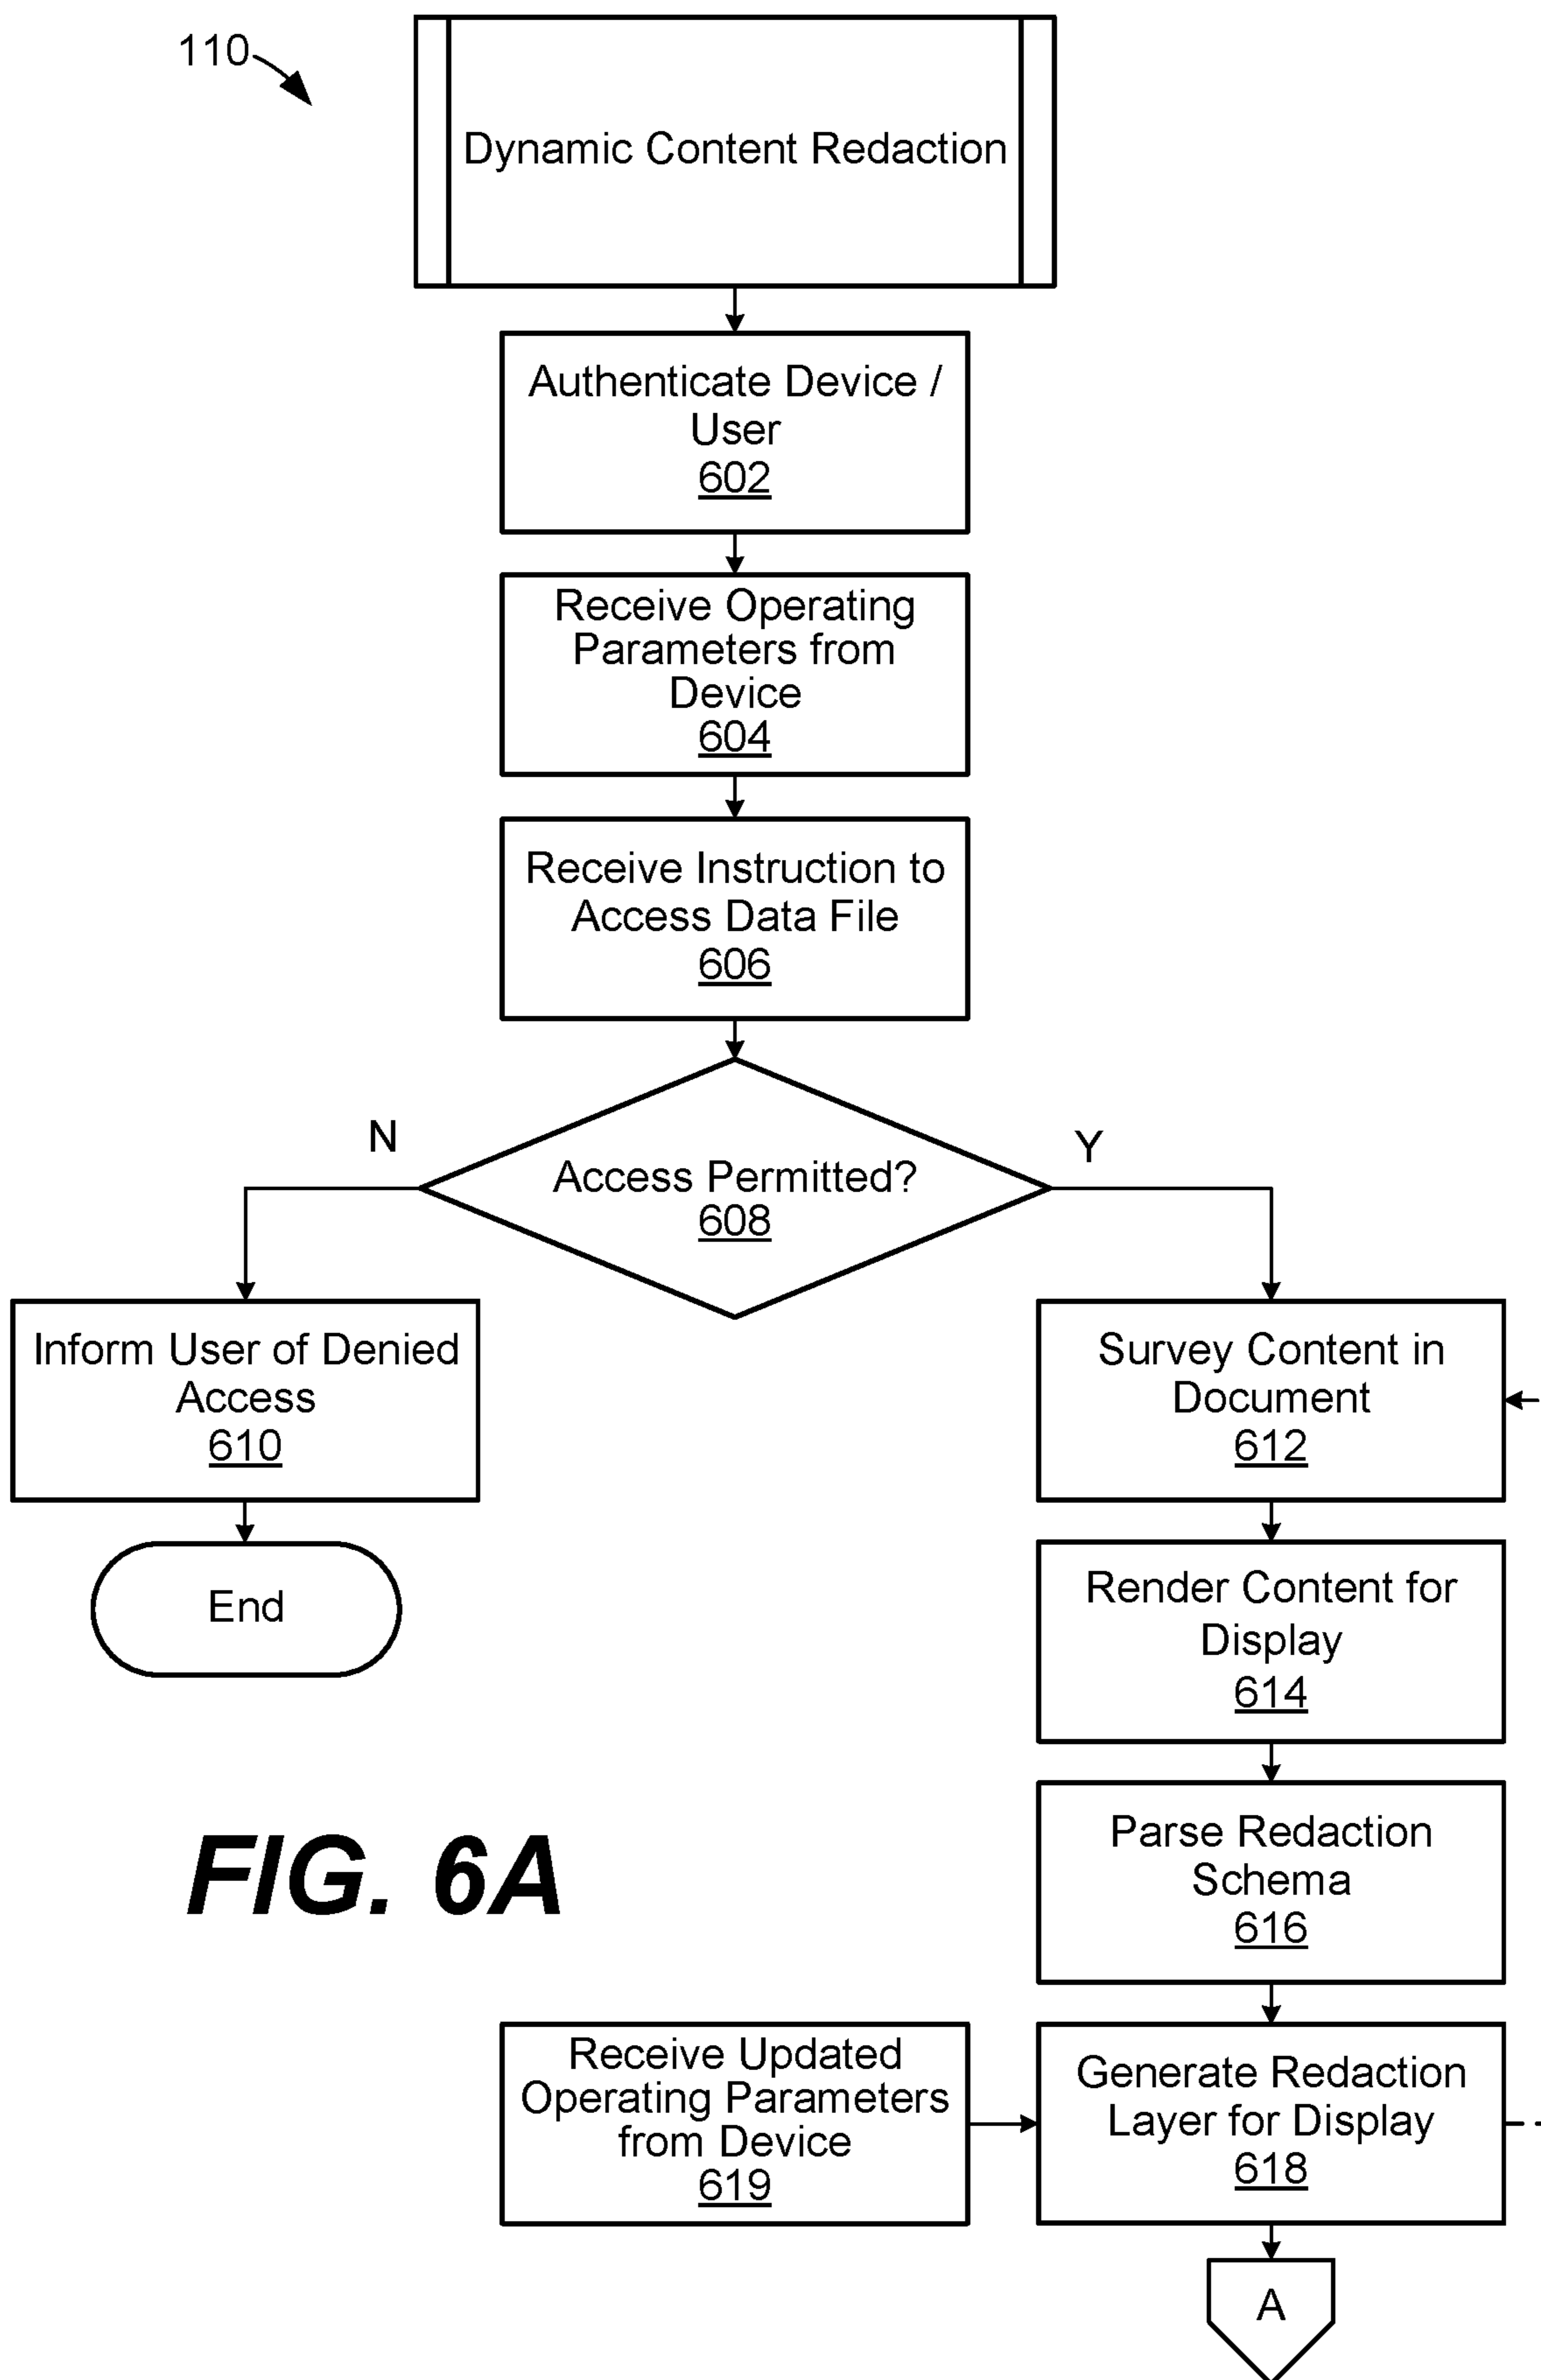 110
Dynamic Content Redaction
Authenticate Device /
User
602
Receive Operating
Parameters from
Device
604
Receive Instruction to
Access Data File
606
N
Access Permitted?
608
Y
Inform User of Denied
Access
610
End
Survey Content in
Document
612
Render Content for
Display
614
Parse Redaction
Schema
616
FIG. 6A
Receive Updated
Operating Parameters
from Device
619
Generate Redaction
Layer for Display
618
A